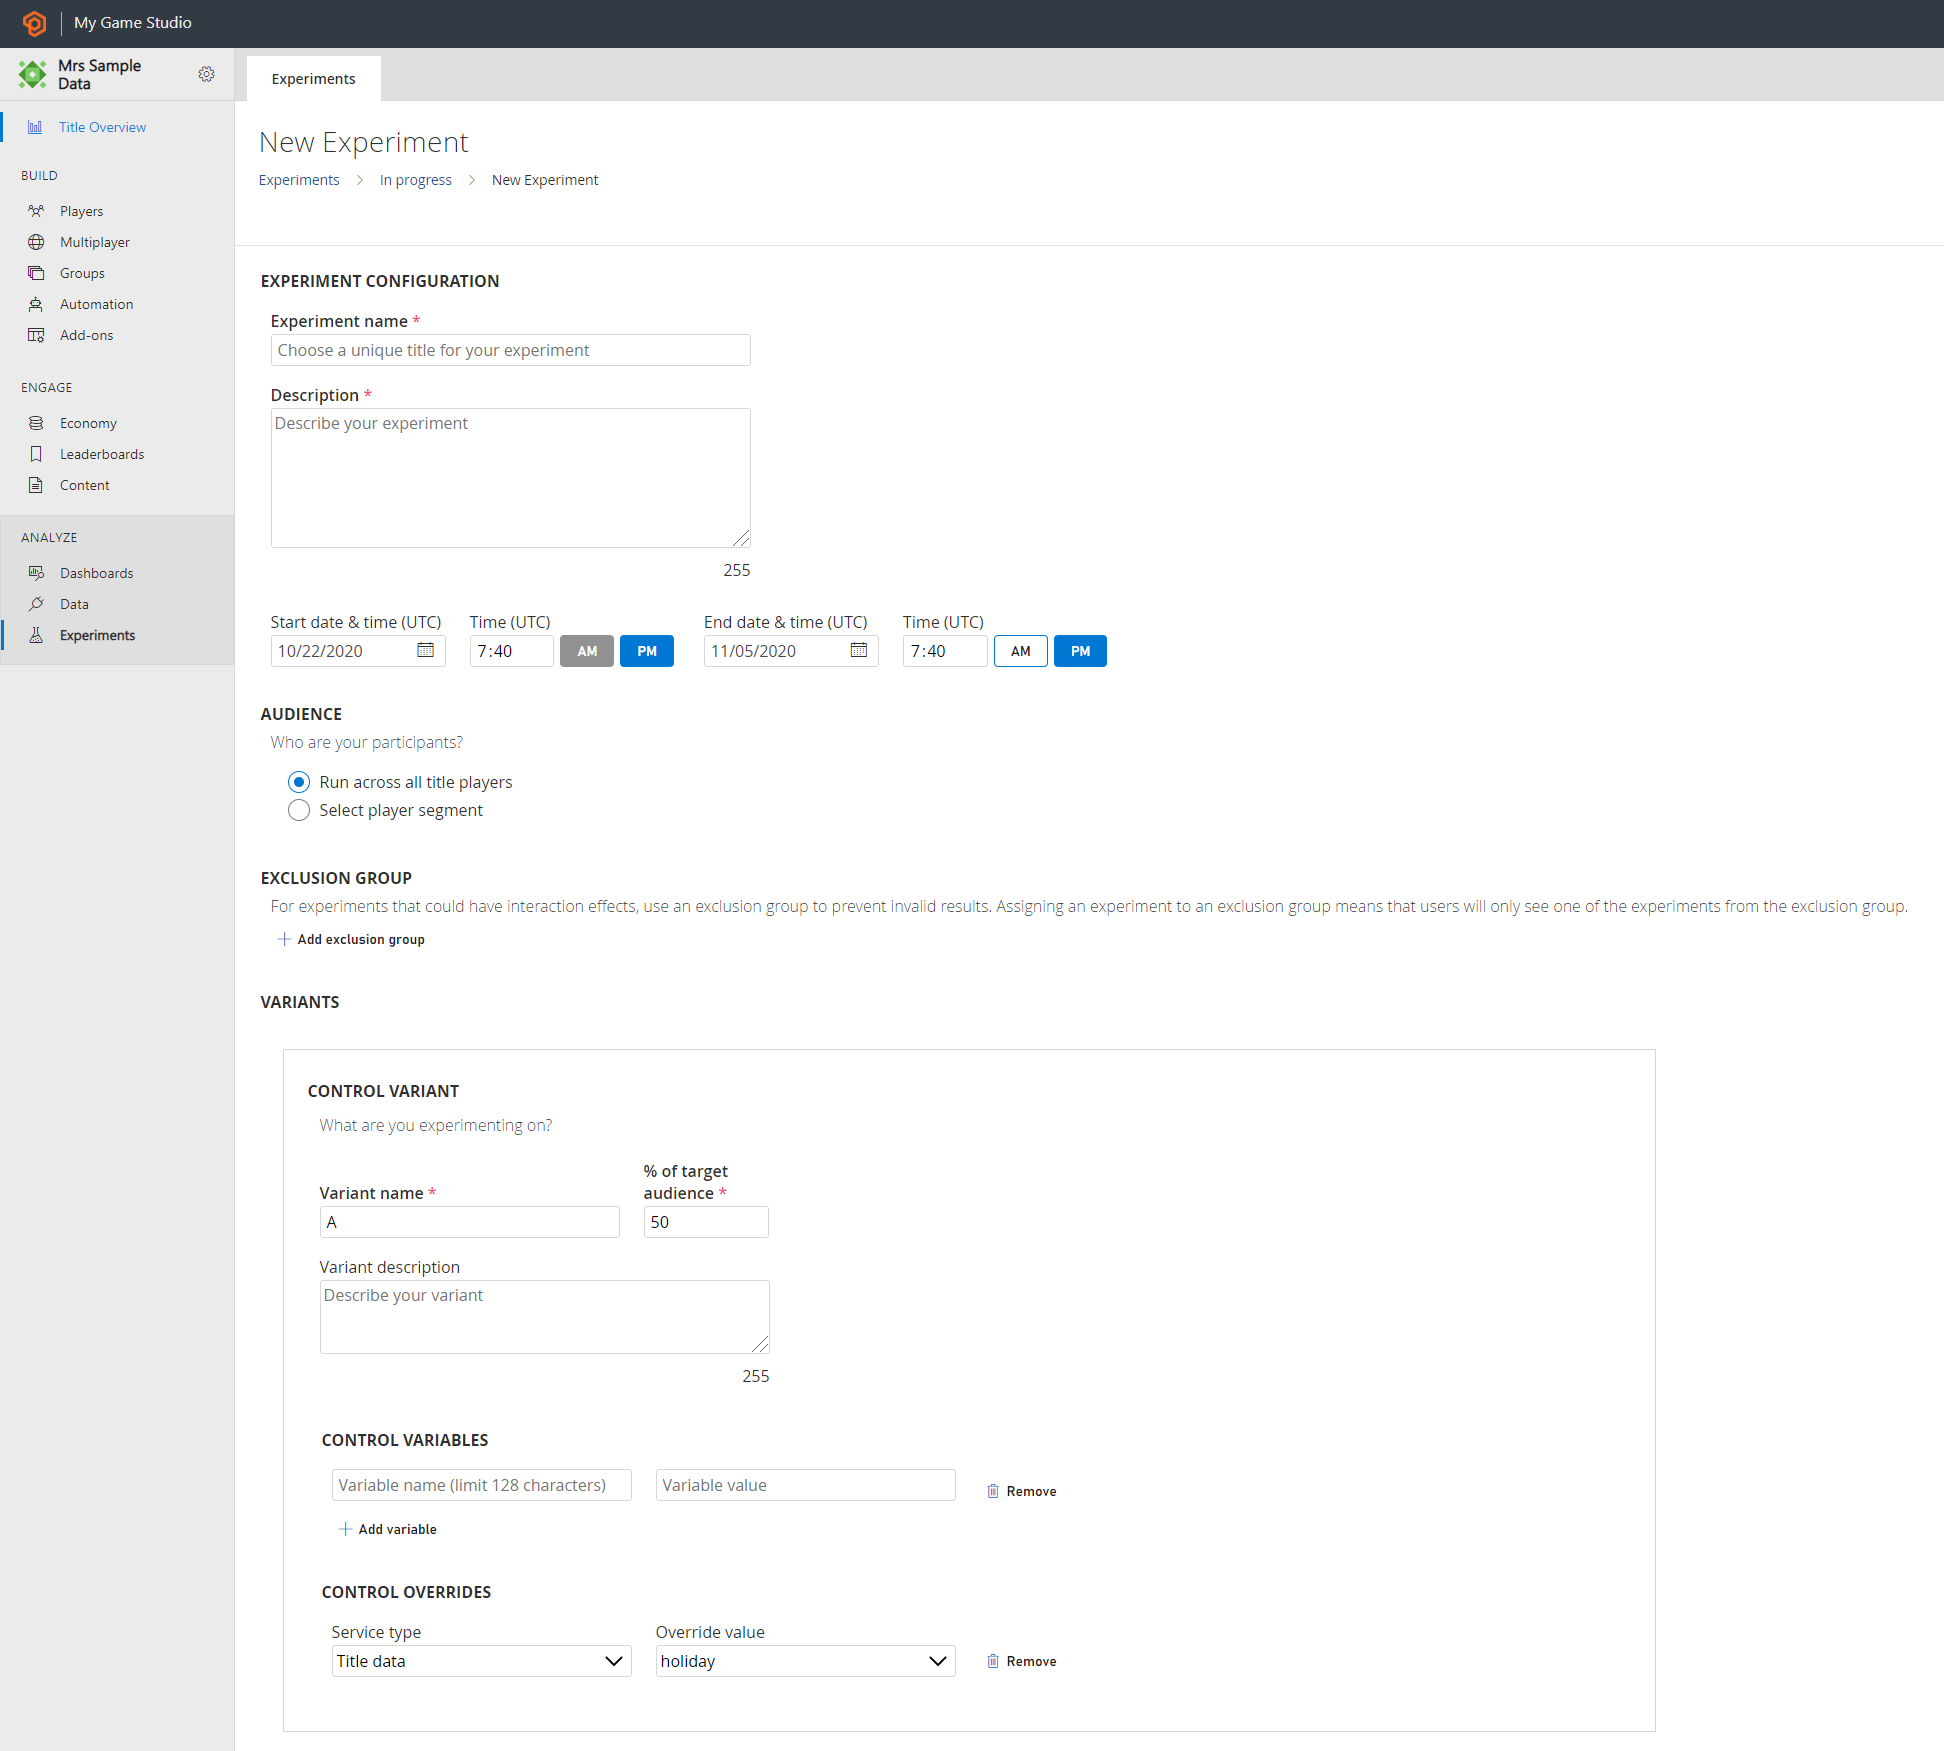 My Game Studio
Mrs Sample
Data
Experiments
Title Overview
BUILD
Players
Multiplayer
Groups
Automation
Add-ons
ENGAGE
Economy
Leaderboards
Content
ANALYZE
Dashboards
Data
Experiments
New Experiment
Experiments > In progress > New Experiment
EXPERIMENT CONFIGURATION
Experiment name *
Choose a unique title for your experiment
Description *
Describe your experiment
255
Start date & time (UTC) Time (UTC) End date & time (UTC) Time (UTC)
10/22/2020 7:40 AM PM 11/05/2020 7:40 AM PM
AUDIENCE
Who are your participants?
Run across all title players
Select player segment
EXCLUSION GROUP
For experiments that could have interaction effects, use an exclusion group to prevent invalid results. Assigning an experiment to an exclusion group means that users will only see one of the experiments from the exclusion group.
+ Add exclusion group
VARIANTS
CONTROL VARIANT
What are you experimenting on?
% of target
Variant name * audience *
A 50
Variant description
Describe your variant
255
CONTROL VARIABLES
Variable name (limit 128 characters) Variable value Remove
+ Add variable
CONTROL OVERRIDES
Service type Override value
Title data holiday Remove